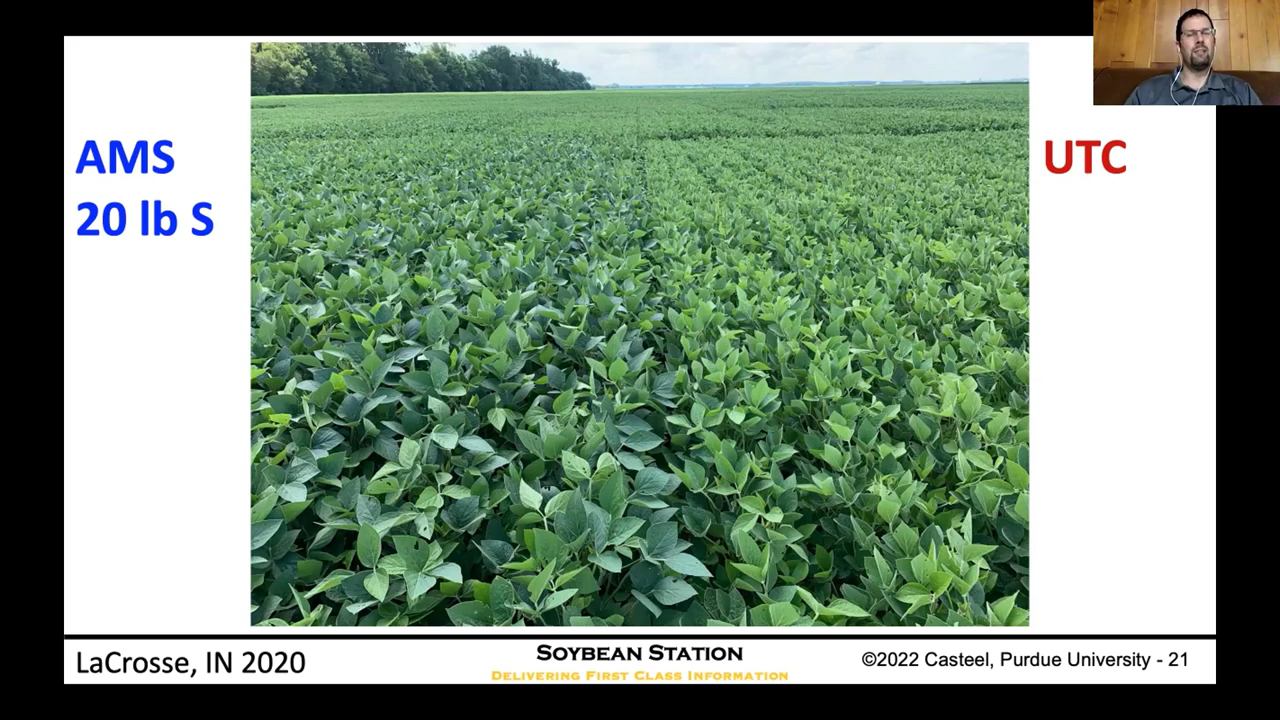 AMS
20 lb S
UTC
LaCrosse, IN 2020
SOYBEAN STATION
DELIVERING FIRST CLASS INFORMATION
©2022 Casteel, Purdue University - 21